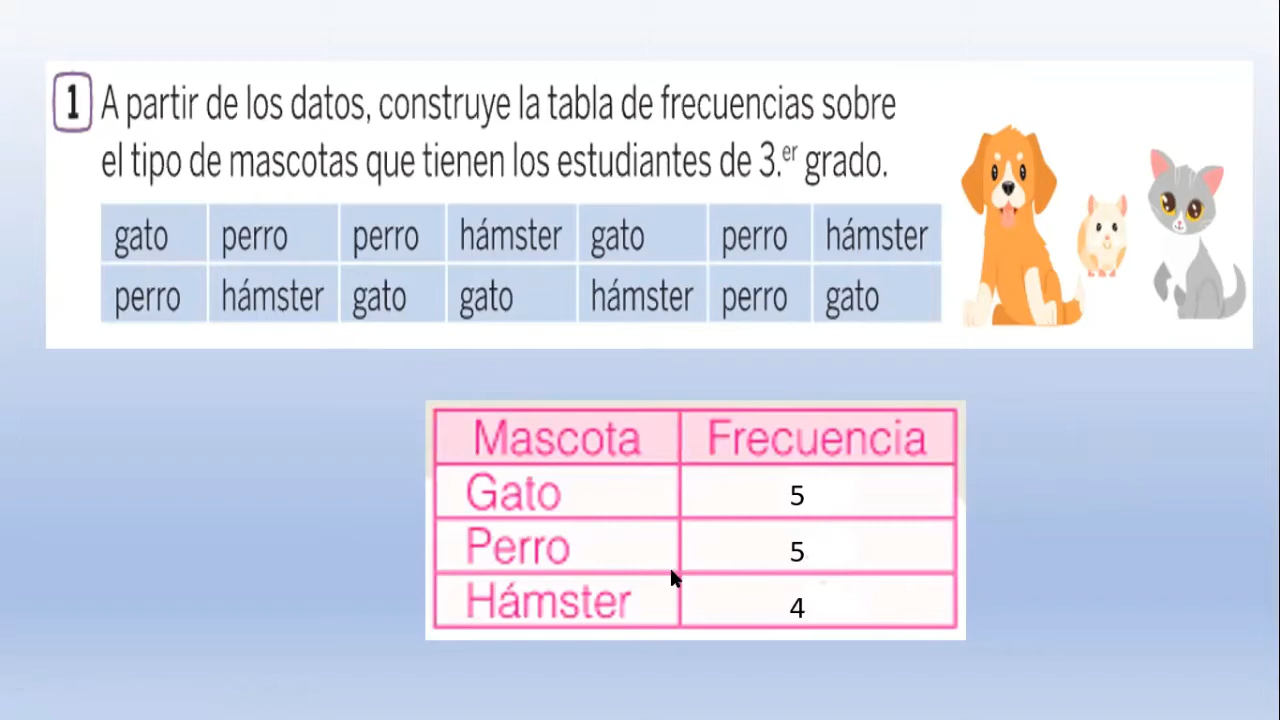 1 A partir de los datos, construye la tabla de frecuencias sobre
el tipo de mascotas que tienen los estudiantes de 3.er grado.
gato perro perro hámster gato perro hámster
perro hámster gato gato hámster perro gato
Mascota Frecuencia
Gato 5
Perro 5
Hámster 4